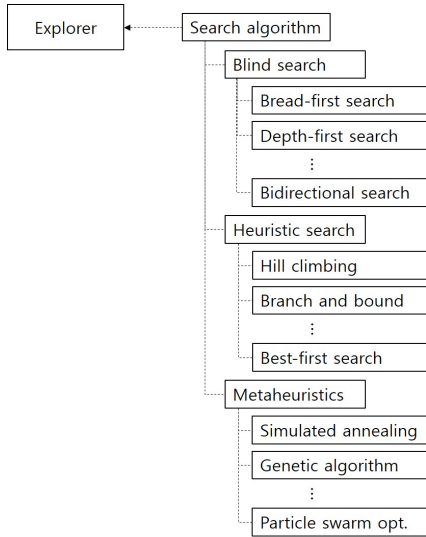 Explorer
Search algorithm
Blind search
Bread-first search
Depth-first search
⋮
Bidirectional search
Heuristic search
Hill climbing
Branch and bound
⋮
Best-first search
Metaheuristics
Simulated annealing
Genetic algorithm
⋮
Particle swarm opt.